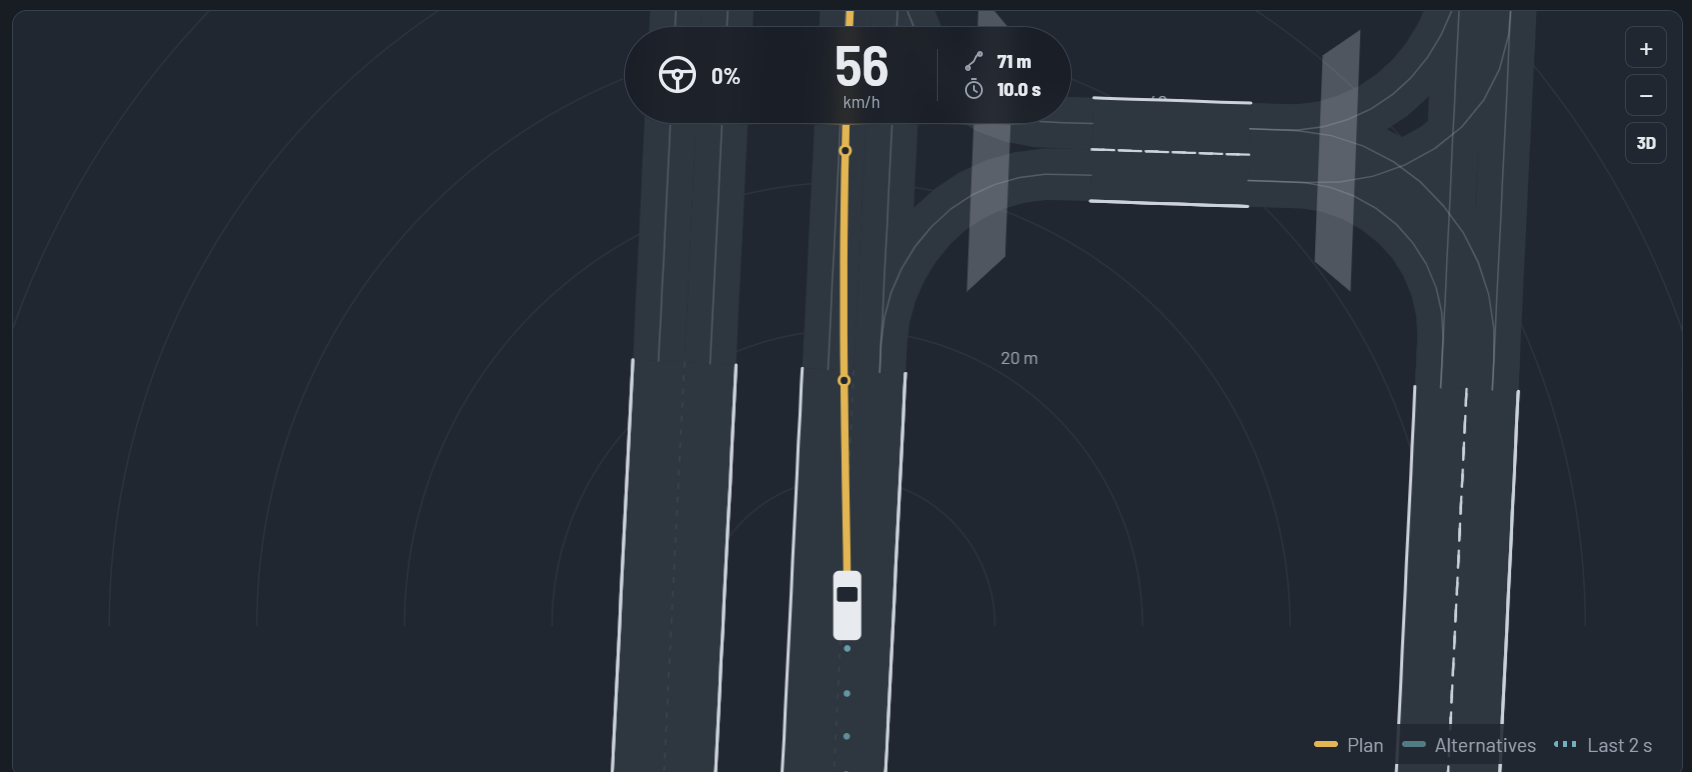 0%
56
km/h
71 m
10.0 s
+
−
3D
20 m
Plan
Alternatives
Last 2 s